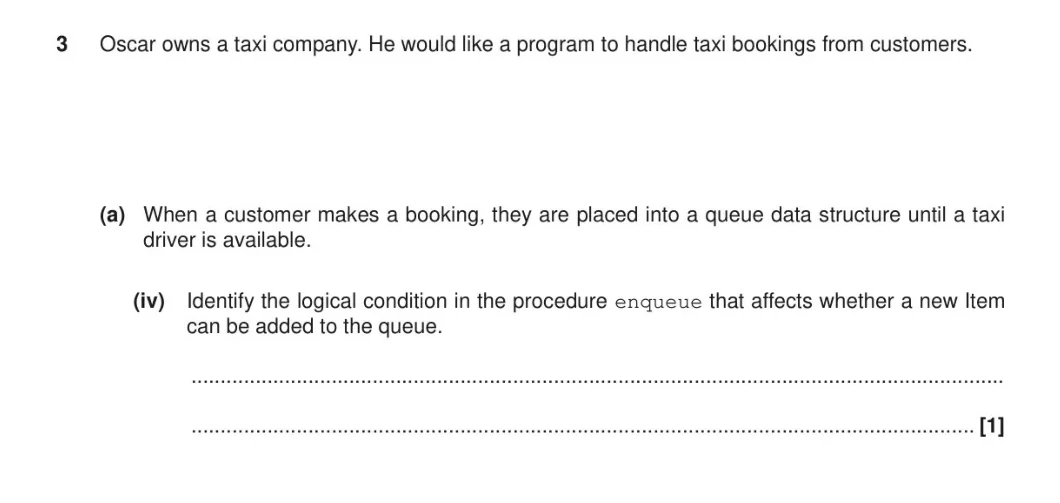 3 Oscar owns a taxi company. He would like a program to handle taxi bookings from customers.
(a) When a customer makes a booking, they are placed into a queue data structure until a taxi
driver is available.
(iv) Identify the logical condition in the procedure enqueue that affects whether a new Item
can be added to the queue.
................................................................................................................................................
........................................................................................................................................... [1]